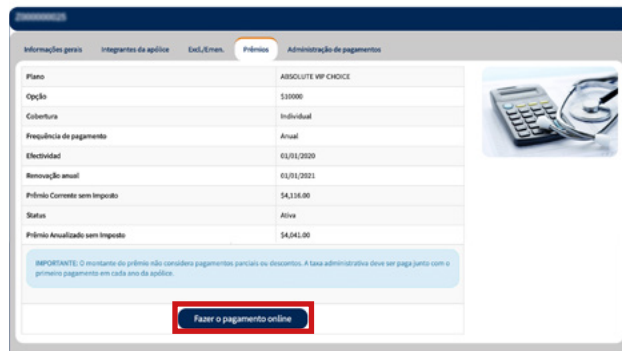 Informações gerais Integrantes da apólice Excl./Emen. Prêmios Administração de pagamentos
Plano ABSOLUTE VIP CHOICE
Opção $10000
Cobertura Individual
Frequência de pagamento Anual
Efectividad 01/01/2020
Renovação anual 01/01/2021
Prêmio Corrente sem Imposto $4,116.00
Status Ativa
Prêmio Anualizado sem Imposto $4,041.00
IMPORTANTE: O montante do prêmio não considera pagamentos parciais ou descontos. A taxa administrativa deve ser paga junto com o
primeiro pagamento em cada ano da apólice.
Fazer o pagamento online